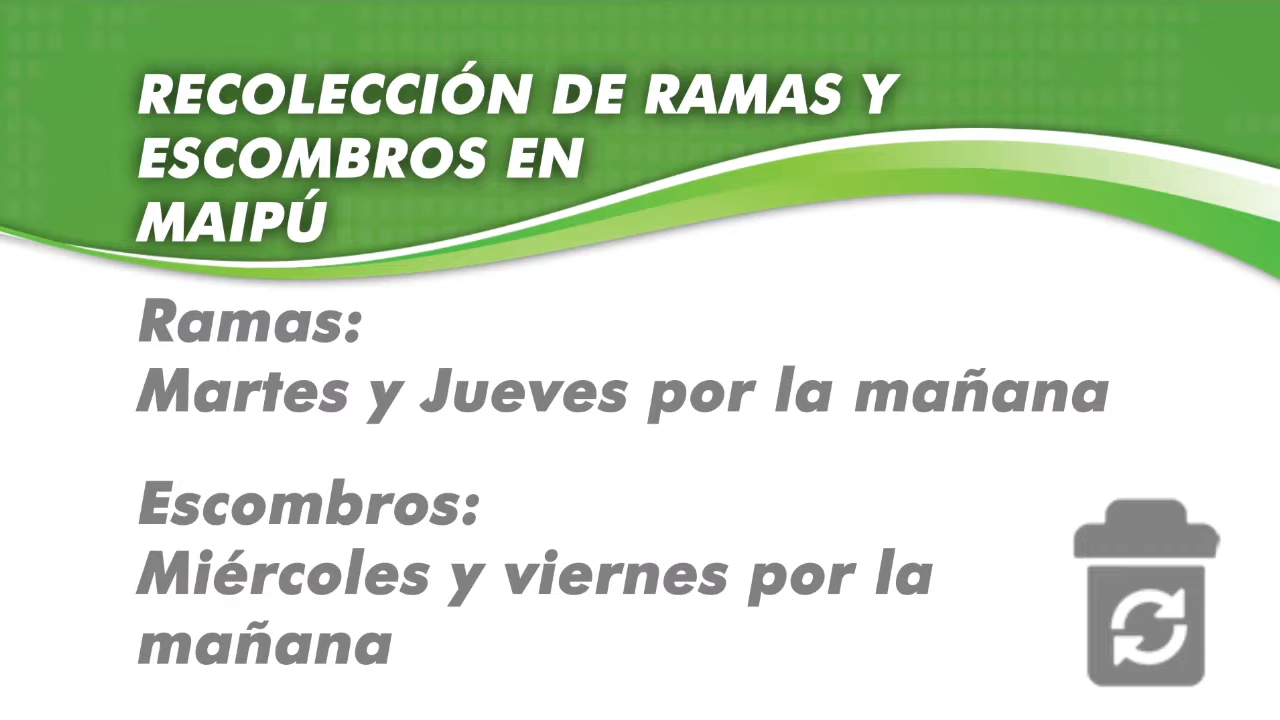 RECOLECCIÓN DE RAMAS Y
ESCOMBROS EN
MAIPÚ
Ramas:
Martes y Jueves por la mañana
Escombros:
Miércoles y viernes por la
mañana